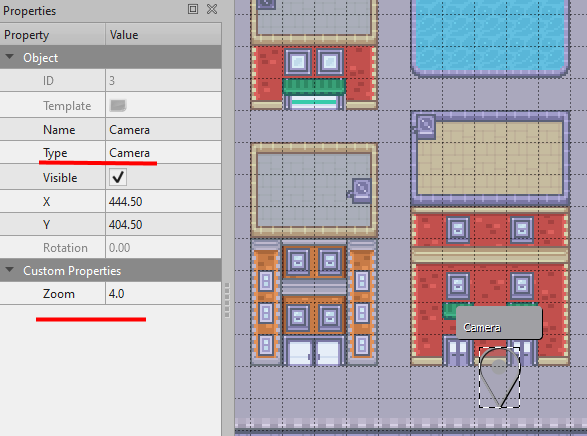 Properties
Property Value
Object
ID 3
Template
Name Camera
Type Camera
Visible
X 444.50
Y 404.50
Rotation 0.00
Custom Properties
Zoom 4.0
Camera